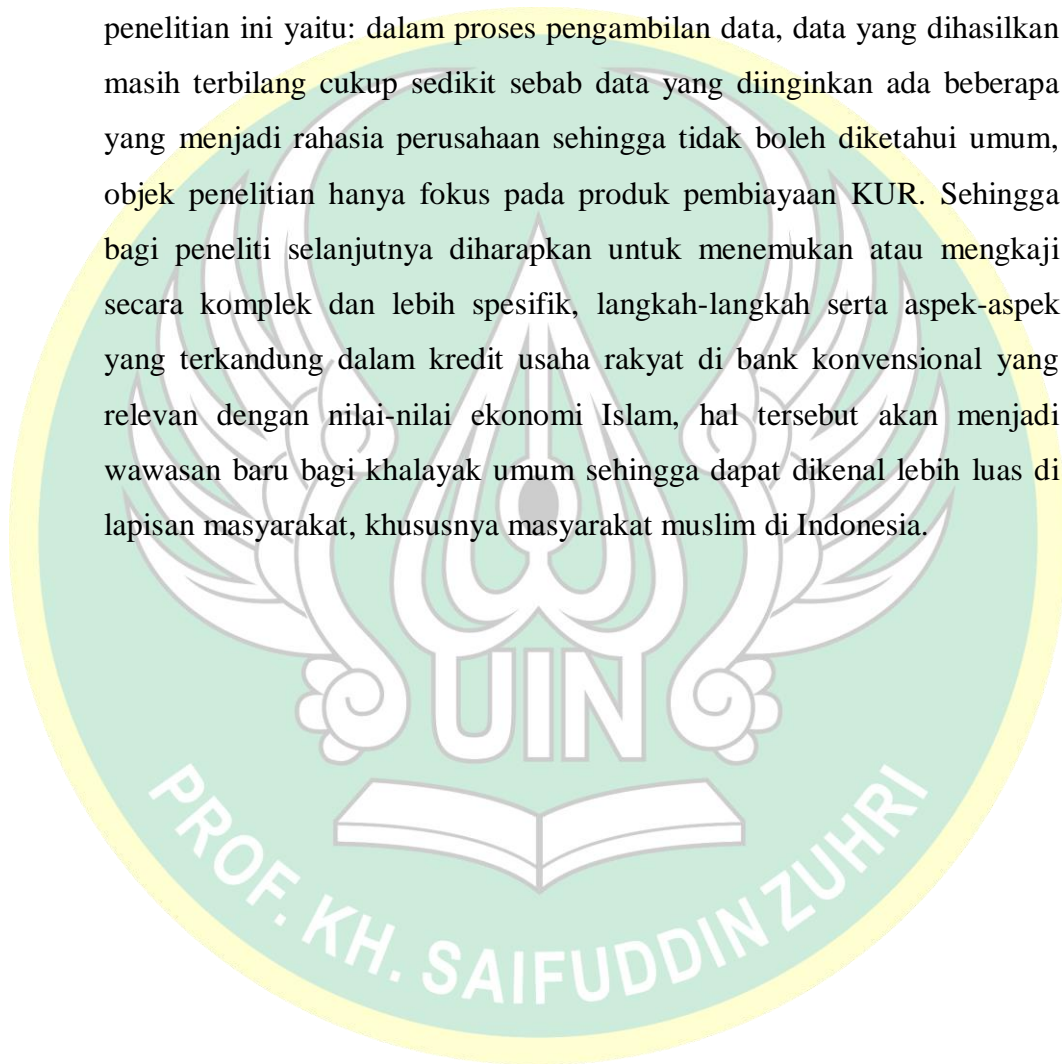 penelitian ini yaitu: dalam proses pengambilan data, data yang dihasilkan
masih terbilang cukup sedikit sebab data yang diinginkan ada beberapa
yang menjadi rahasia perusahaan sehingga tidak boleh diketahui umum,
objek penelitian hanya fokus pada produk pembiayaan KUR. Sehingga
bagi peneliti selanjutnya diharapkan untuk menemukan atau mengkaji
secara komplek dan lebih spesifik, langkah-langkah serta aspek-aspek
yang terkandung dalam kredit usaha rakyat di bank konvensional yang
relevan dengan nilai-nilai ekonomi Islam, hal tersebut akan menjadi
wawasan baru bagi khalayak umum sehingga dapat dikenal lebih luas di
lapisan masyarakat, khususnya masyarakat muslim di Indonesia.
UIN
PROF. KH. SAIFUDDIN ZUHRI